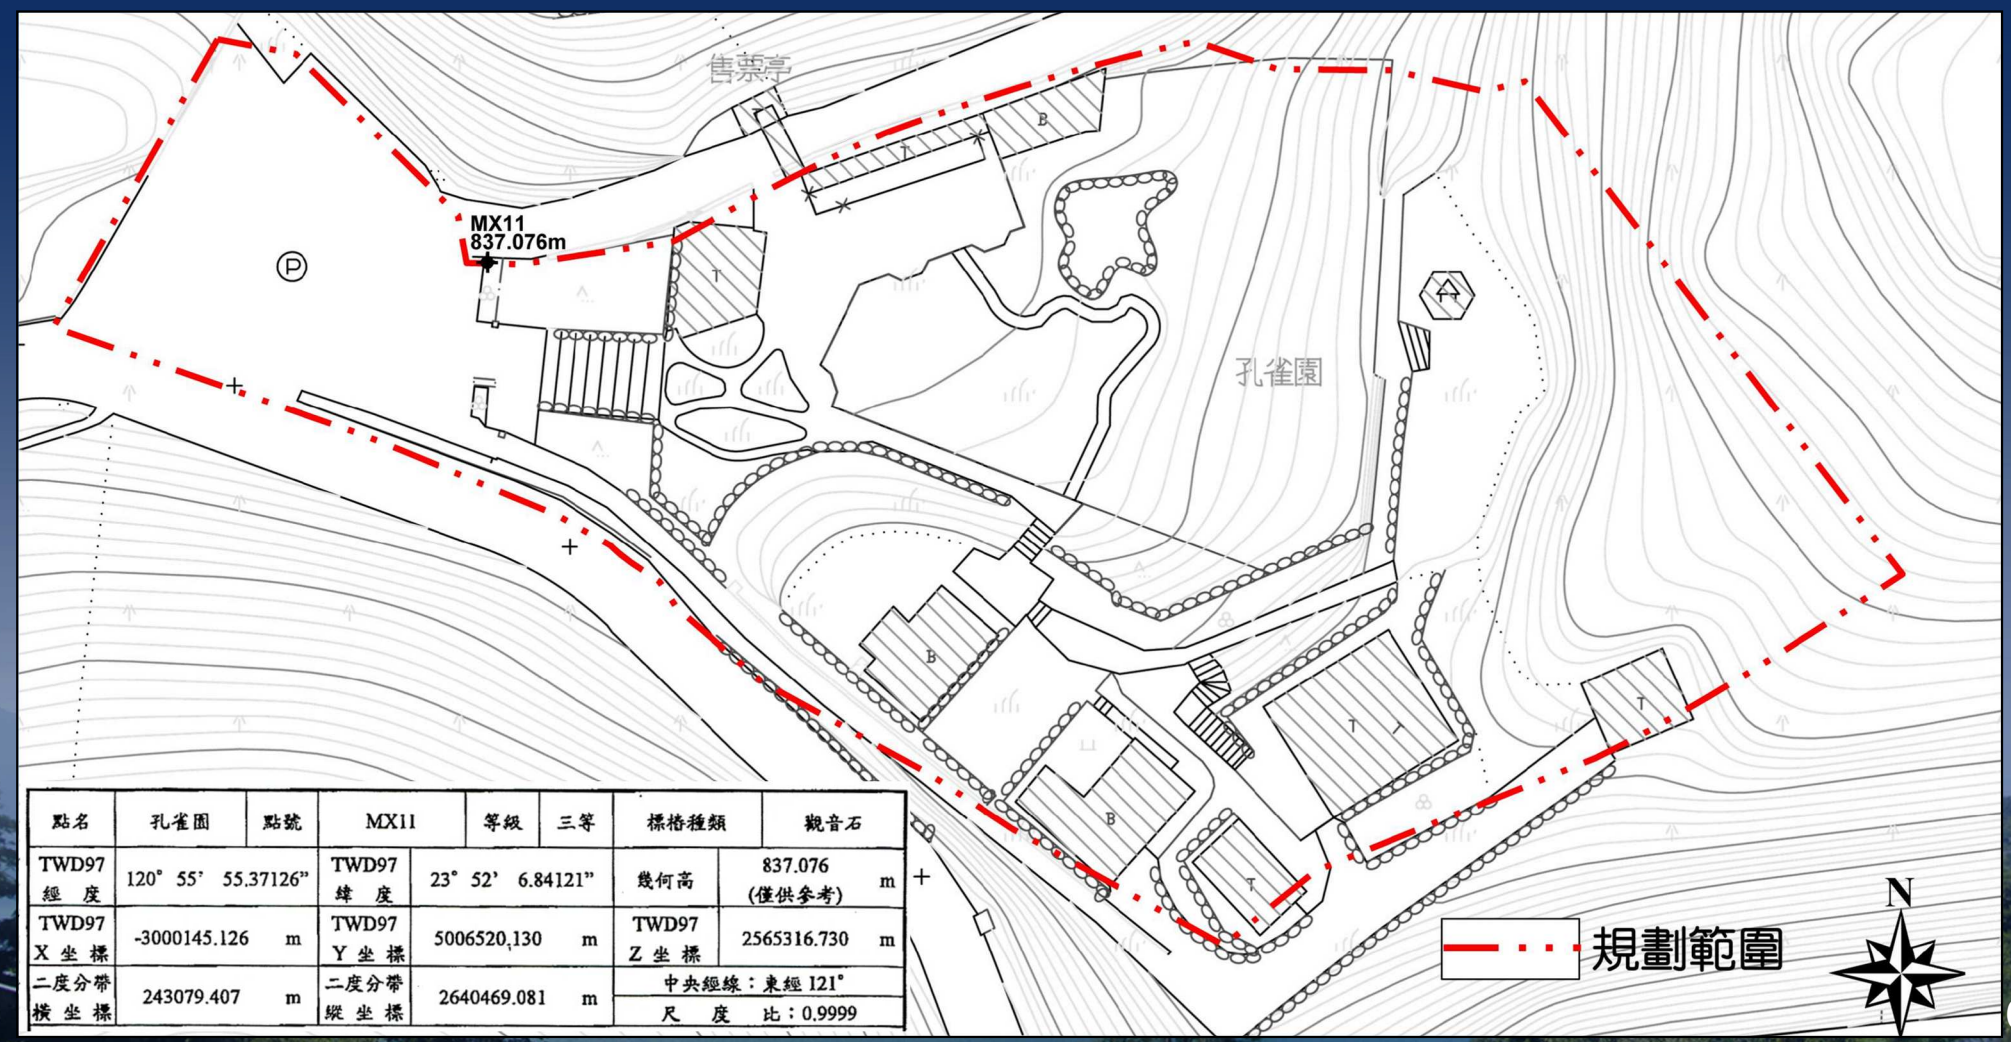 售票亭
B
T
MX11
837.076m
P
T
孔雀園
B
T
T
B
T
點名 孔雀園 點號 MX11 等級 三等 標樁種類 觀音石
TWD97 經度 120° 55' 55.37126" TWD97 緯度 23° 52' 6.84121" 幾何高 837.076 (僅供參考) m
TWD97 X坐標 -3000145.126 m TWD97 Y坐標 5006520,130 m TWD97 Z坐標 2565316.730 m
二度分帶橫坐標 243079.407 m 二度分帶縱坐標 2640469.081 m 中央經線：東經 121°
尺度比：0.9999
規劃範圍
N